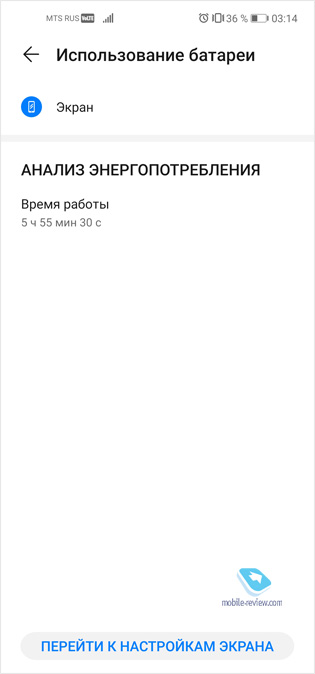 MTS RUS VoLTE 36 % 03:14
Использование батареи
Экран
АНАЛИЗ ЭНЕРГОПОТРЕБЛЕНИЯ
Время работы
5 ч 55 мин 30 с
mobile-review.com
ПЕРЕЙТИ К НАСТРОЙКАМ ЭКРАНА